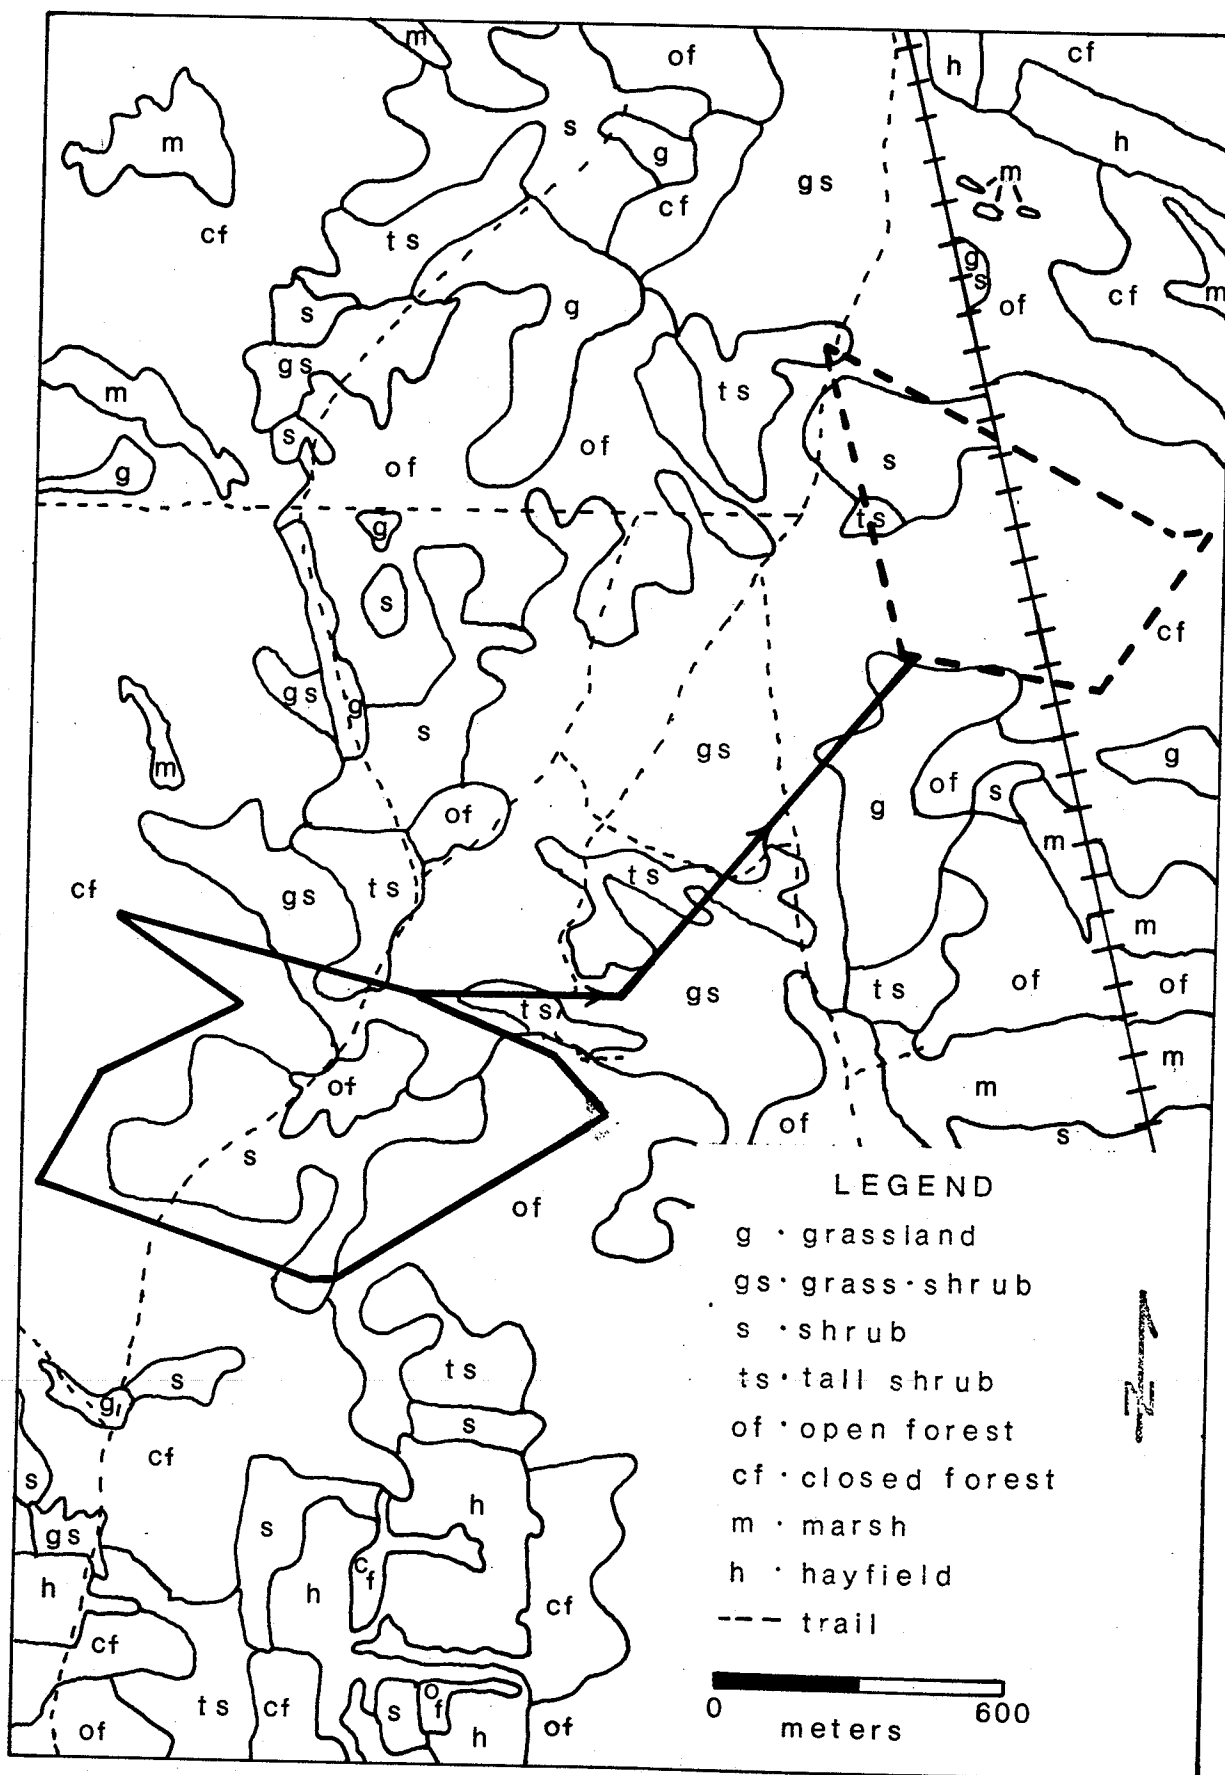 m
of
h
cf
s
m
g
h
gs
m
cf
cf
ts
g
s
cf
m
s
g
of
gs
m
ts
s
of
of
s
g
ts
g
s
cf
gs
g
s
gs
g
m
of
s
of
g
m
ts
cf
gs
ts
m
ts
of
of
gs
ts
m
of
m
of
s
s
of
LEGEND
g · grassland
gs · grass·shrub
s · shrub
ts · tall shrub
of · open forest
cf · closed forest
m · marsh
h · hayfield
--- trail
0 600
meters
ts
s
g
s
cf
s
h
gs
s
cf
h
h
cf
cf
ts
cf
s
of
of
h
of